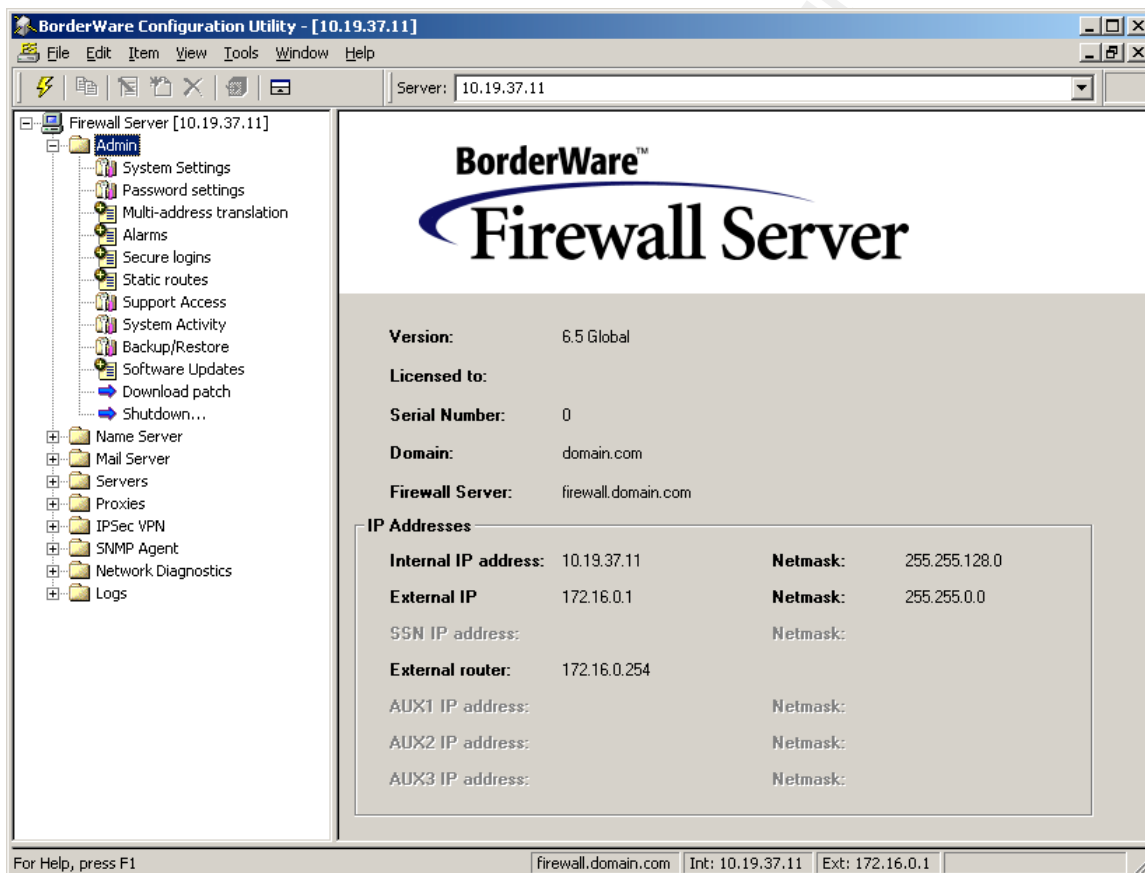 BorderWare Configuration Utility - [10.19.37.11]
File Edit Item View Tools Window Help
Server: 10.19.37.11
Firewall Server [10.19.37.11]
Admin
System Settings
Password settings
Multi-address translation
Alarms
Secure logins
Static routes
Support Access
System Activity
Backup/Restore
Software Updates
Download patch
Shutdown...
Name Server
Mail Server
Servers
Proxies
IPSec VPN
SNMP Agent
Network Diagnostics
Logs
BorderWare™
Firewall Server
Version: 6.5 Global
Licensed to:
Serial Number: 0
Domain: domain.com
Firewall Server: firewall.domain.com
IP Addresses
Internal IP address: 10.19.37.11 Netmask: 255.255.128.0
External IP 172.16.0.1 Netmask: 255.255.0.0
SSN IP address: Netmask:
External router: 172.16.0.254
AUX1 IP address: Netmask:
AUX2 IP address: Netmask:
AUX3 IP address: Netmask:
For Help, press F1 firewall.domain.com Int: 10.19.37.11 Ext: 172.16.0.1